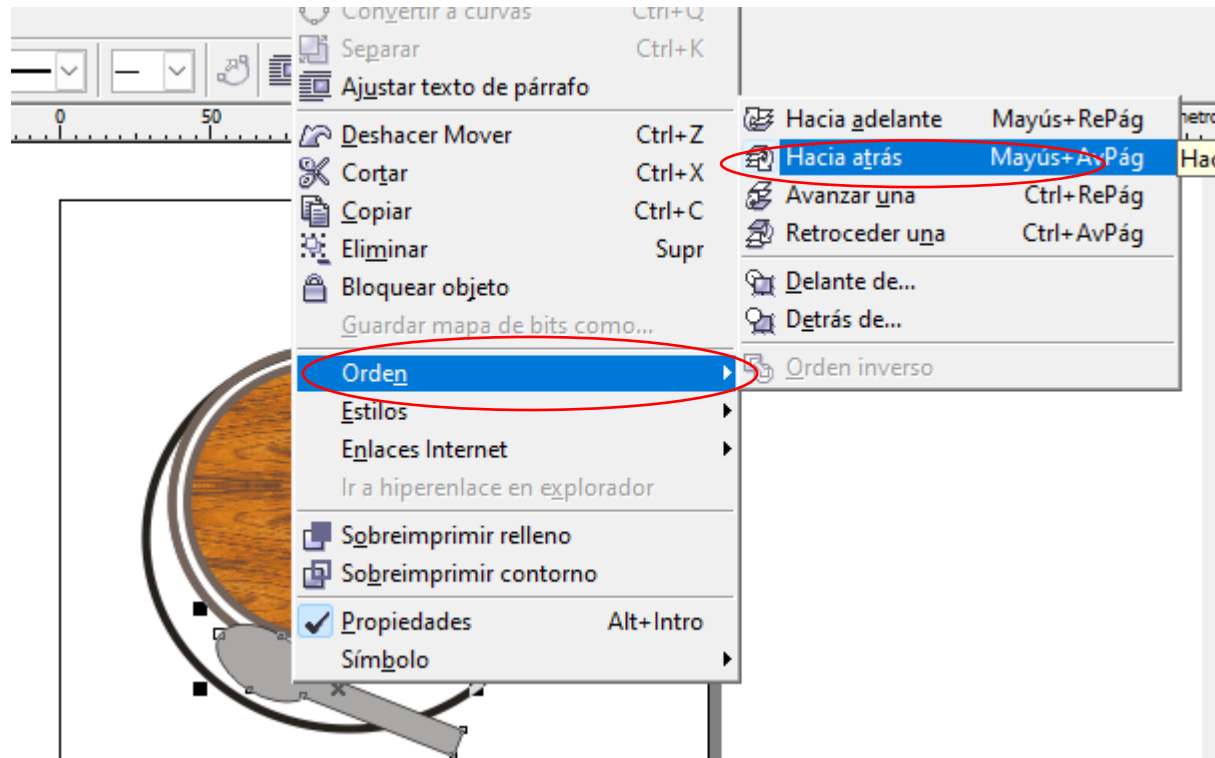 Convertir a curvas Ctrl+Q
Separar Ctrl+K
Ajustar texto de párrafo
0 50
Deshacer Mover Ctrl+Z
Cortar Ctrl+X
Copiar Ctrl+C
Eliminar Supr
Bloquear objeto
Guardar mapa de bits como...
Orden
Estilos
Enlaces Internet
Ir a hiperenlace en explorador
Sobreimprimir relleno
Sobreimprimir contorno
Propiedades Alt+Intro
Símbolo
Hacia adelante Mayús+RePág
Hacia atrás Mayús+AvPág
Avanzar una Ctrl+RePág
Retroceder una Ctrl+AvPág
Delante de...
Detrás de...
Orden inverso